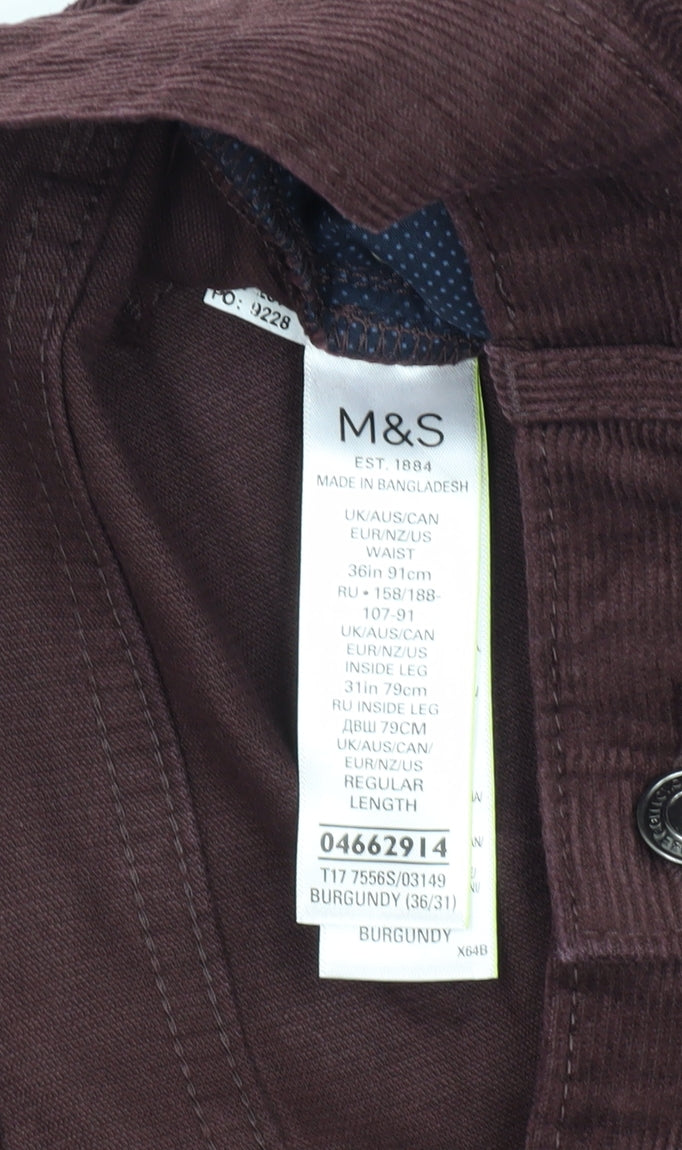 PO: 9228
M&S
EST. 1884
MADE IN BANGLADESH
UK/AUS/CAN
EUR/NZ/US
WAIST
36in 91cm
RU • 158/188-
107-91
UK/AUS/CAN
EUR/NZ/US
INSIDE LEG
31in 79cm
RU INSIDE LEG
ДВШ 79CM
UK/AUS/CAN/
EUR/NZ/US
REGULAR
LENGTH
04662914
T17 7556S/03149
BURGUNDY (36/31)
BURGUNDY
X64B